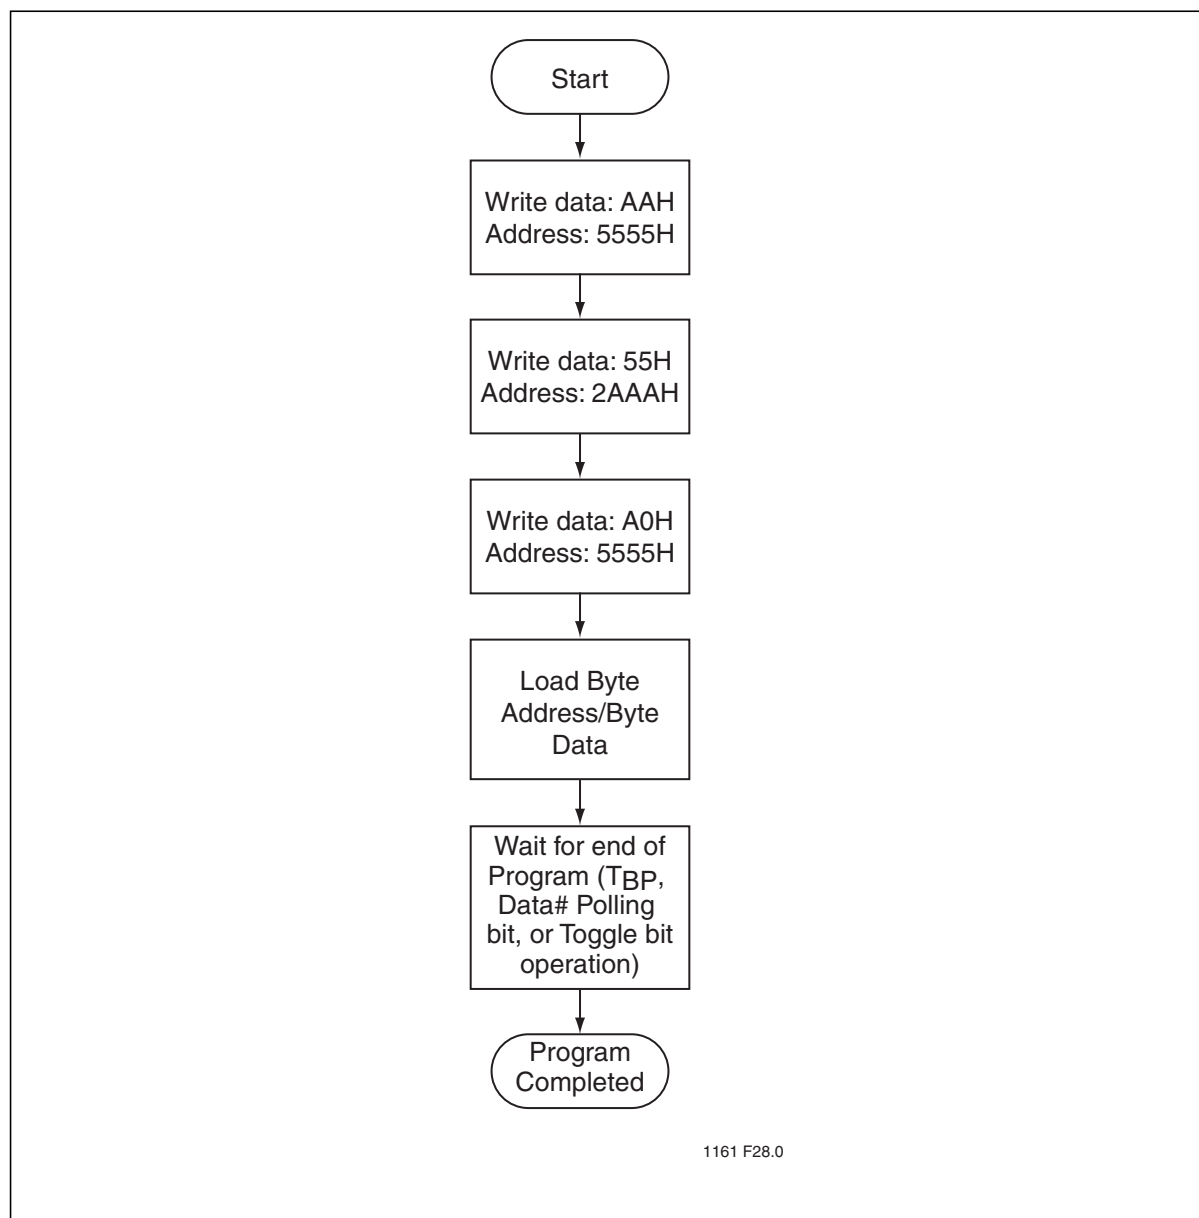 Start
Write data: AAH
Address: 5555H
Write data: 55H
Address: 2AAAH
Write data: A0H
Address: 5555H
Load Byte
Address/Byte
Data
Wait for end of
Program (TBP,
Data# Polling
bit, or Toggle bit
operation)
Program
Completed
1161 F28.0